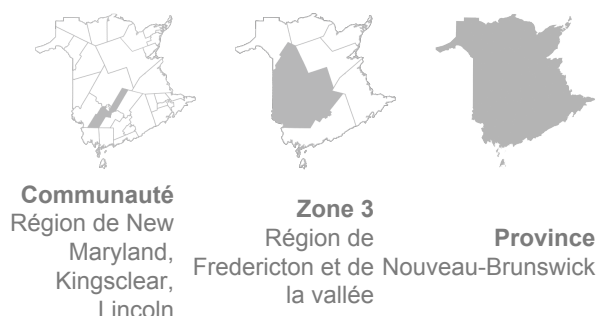 Communauté
Région de New
Maryland,
Kingsclear,
Lincoln
Zone 3
Région de
Fredericton et de
la vallée
Province
Nouveau-Brunswick